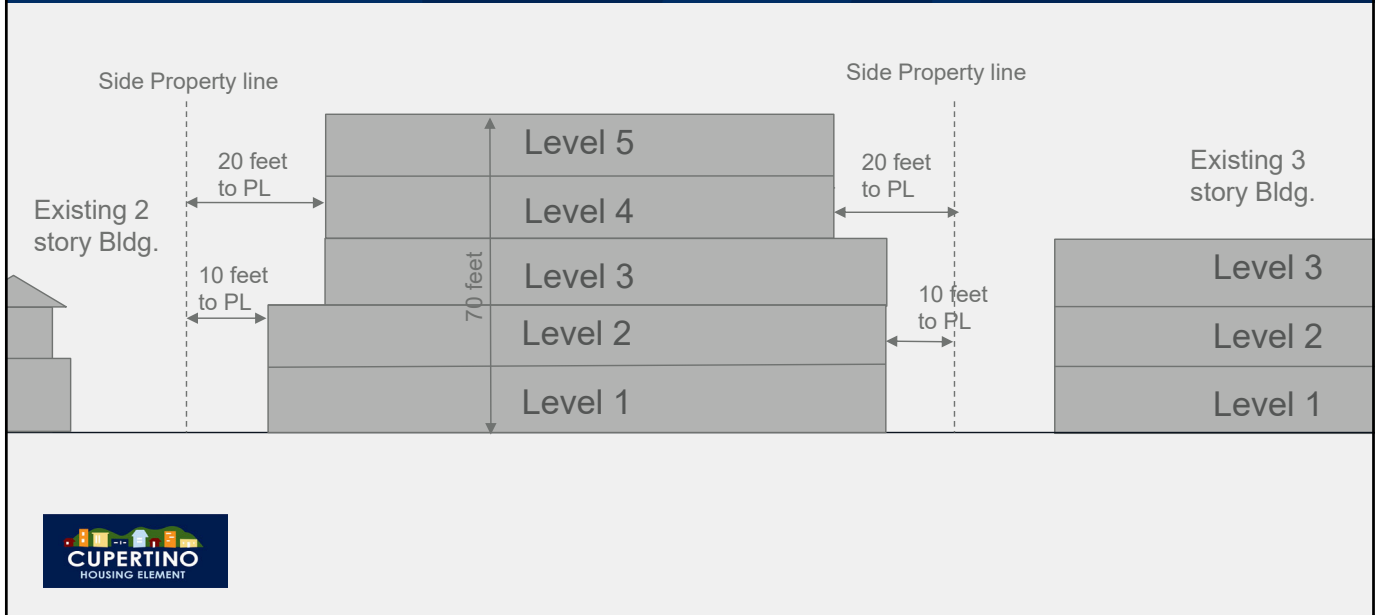 Side Property line
Side Property line
20 feet
to PL
Level 5
20 feet
to PL
Existing 3
story Bldg.
Existing 2
story Bldg.
Level 4
10 feet
to PL
70 feet
Level 3
10 feet
to PL
Level 3
Level 2
Level 2
Level 1
Level 1
CUPERTINO
HOUSING ELEMENT